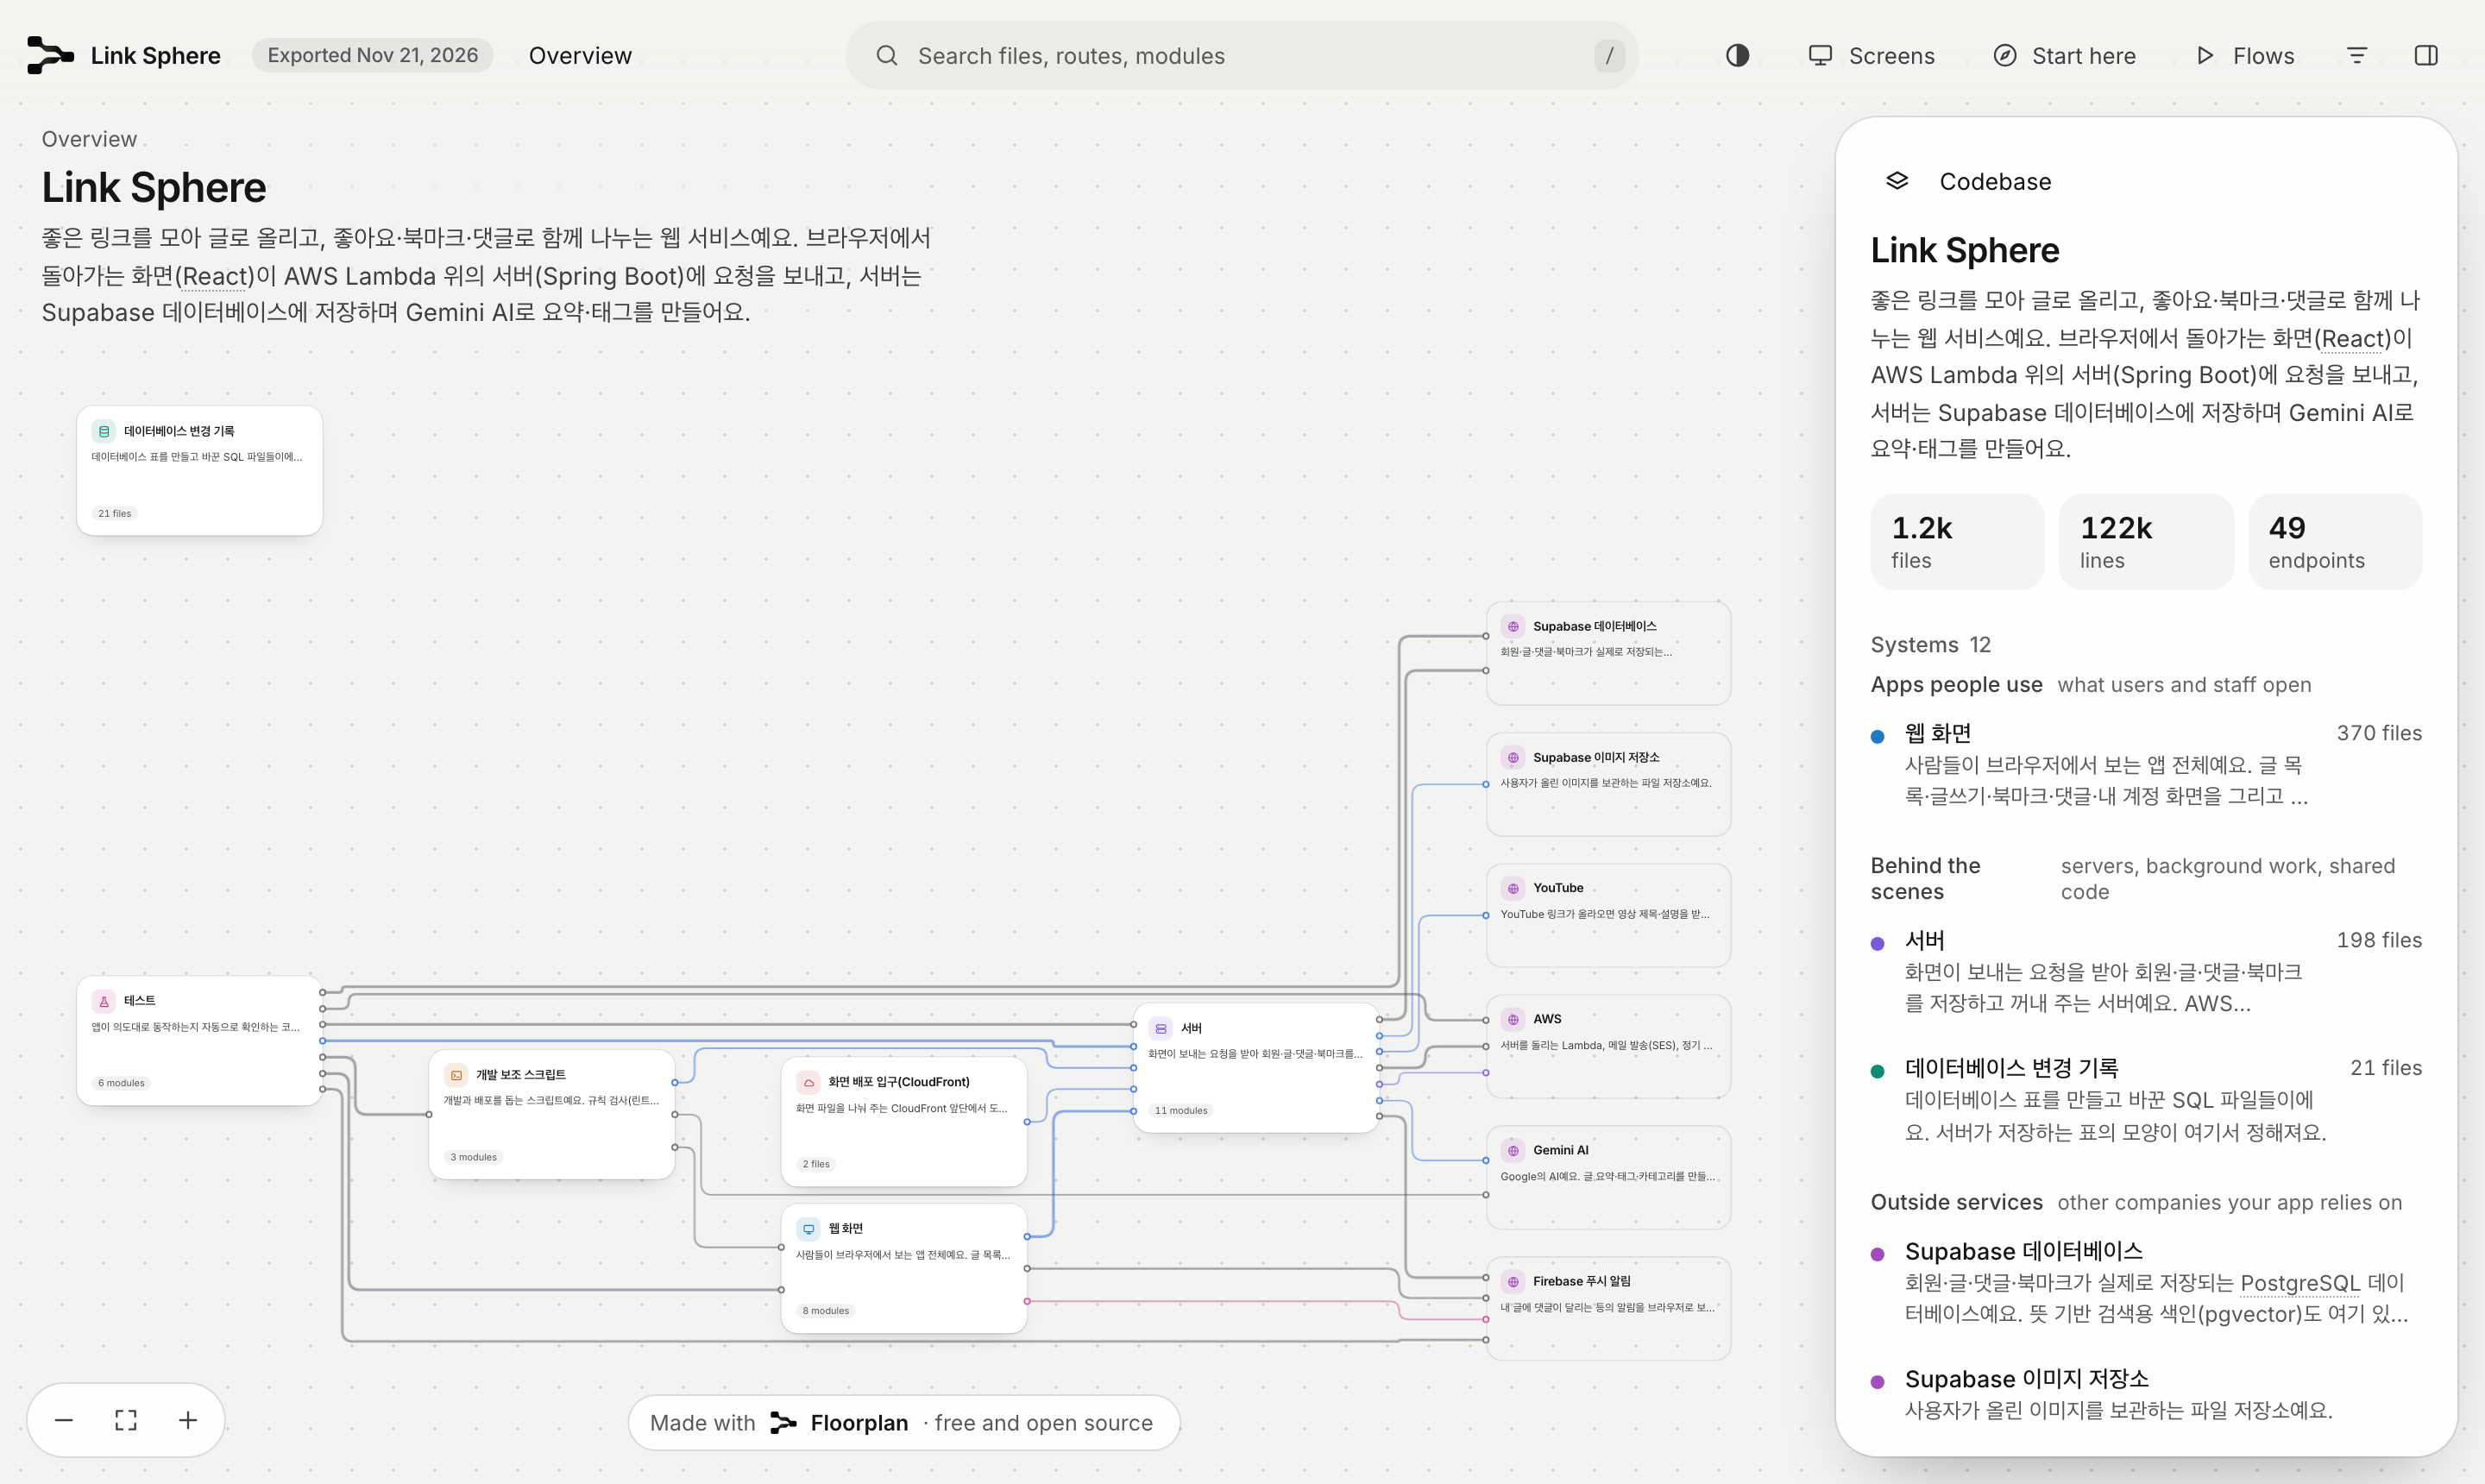 Link Sphere
Exported Nov 21, 2026
Overview
Search files, routes, modules
/
Screens
Start here
Flows
Overview
Link Sphere
좋은 링크를 모아 글로 올리고, 좋아요·북마크·댓글로 함께 나누는 웹 서비스예요. 브라우저에서
돌아가는 화면(React)이 AWS Lambda 위의 서버(Spring Boot)에 요청을 보내고, 서버는
Supabase 데이터베이스에 저장하며 Gemini AI로 요약·태그를 만들어요.
데이터베이스 변경 기록
데이터베이스 표를 만들고 바꾼 SQL 파일들이에...
21 files
Supabase 데이터베이스
회원·글·댓글·북마크가 실제로 저장되는...
Supabase 이미지 저장소
사용자가 올린 이미지를 보관하는 파일 저장소예요.
YouTube
YouTube 링크가 올라오면 영상 제목·설명을 받...
AWS
서버를 돌리는 Lambda, 메일 발송(SES), 정기 ...
Gemini AI
Google의 AI예요. 글 요약·태그·카테고리를 만들...
Firebase 푸시 알림
내 글에 댓글이 달리는 등의 알림을 브라우저로 보...
테스트
앱이 의도대로 동작하는지 자동으로 확인하는 코...
6 modules
개발 보조 스크립트
개발과 배포를 돕는 스크립트예요. 규칙 검사(린트...
3 modules
화면 배포 입구(CloudFront)
화면 파일을 나눠 주는 CloudFront 앞단에서 도...
2 files
웹 화면
사람들이 브라우저에서 보는 앱 전체예요. 글 목록...
8 modules
서버
화면이 보내는 요청을 받아 회원·글·댓글·북마크를...
11 modules
Made with Floorplan · free and open source
Codebase
Link Sphere
좋은 링크를 모아 글로 올리고, 좋아요·북마크·댓글로 함께 나
누는 웹 서비스예요. 브라우저에서 돌아가는 화면(React)이
AWS Lambda 위의 서버(Spring Boot)에 요청을 보내고,
서버는 Supabase 데이터베이스에 저장하며 Gemini AI로
요약·태그를 만들어요.
1.2k
files
122k
lines
49
endpoints
Systems 12
Apps people use what users and staff open
웹 화면
370 files
사람들이 브라우저에서 보는 앱 전체예요. 글 목
록·글쓰기·북마크·댓글·내 계정 화면을 그리고 ...
Behind the scenes
servers, background work, shared code
서버
198 files
화면이 보내는 요청을 받아 회원·글·댓글·북마크
를 저장하고 꺼내 주는 서버예요. AWS...
데이터베이스 변경 기록
21 files
데이터베이스 표를 만들고 바꾼 SQL 파일들이에
요. 서버가 저장하는 표의 모양이 여기서 정해져요.
Outside services other companies your app relies on
Supabase 데이터베이스
회원·글·댓글·북마크가 실제로 저장되는 PostgreSQL 데이
터베이스예요. 뜻 기반 검색용 색인(pgvector)도 여기 있...
Supabase 이미지 저장소
사용자가 올린 이미지를 보관하는 파일 저장소예요.